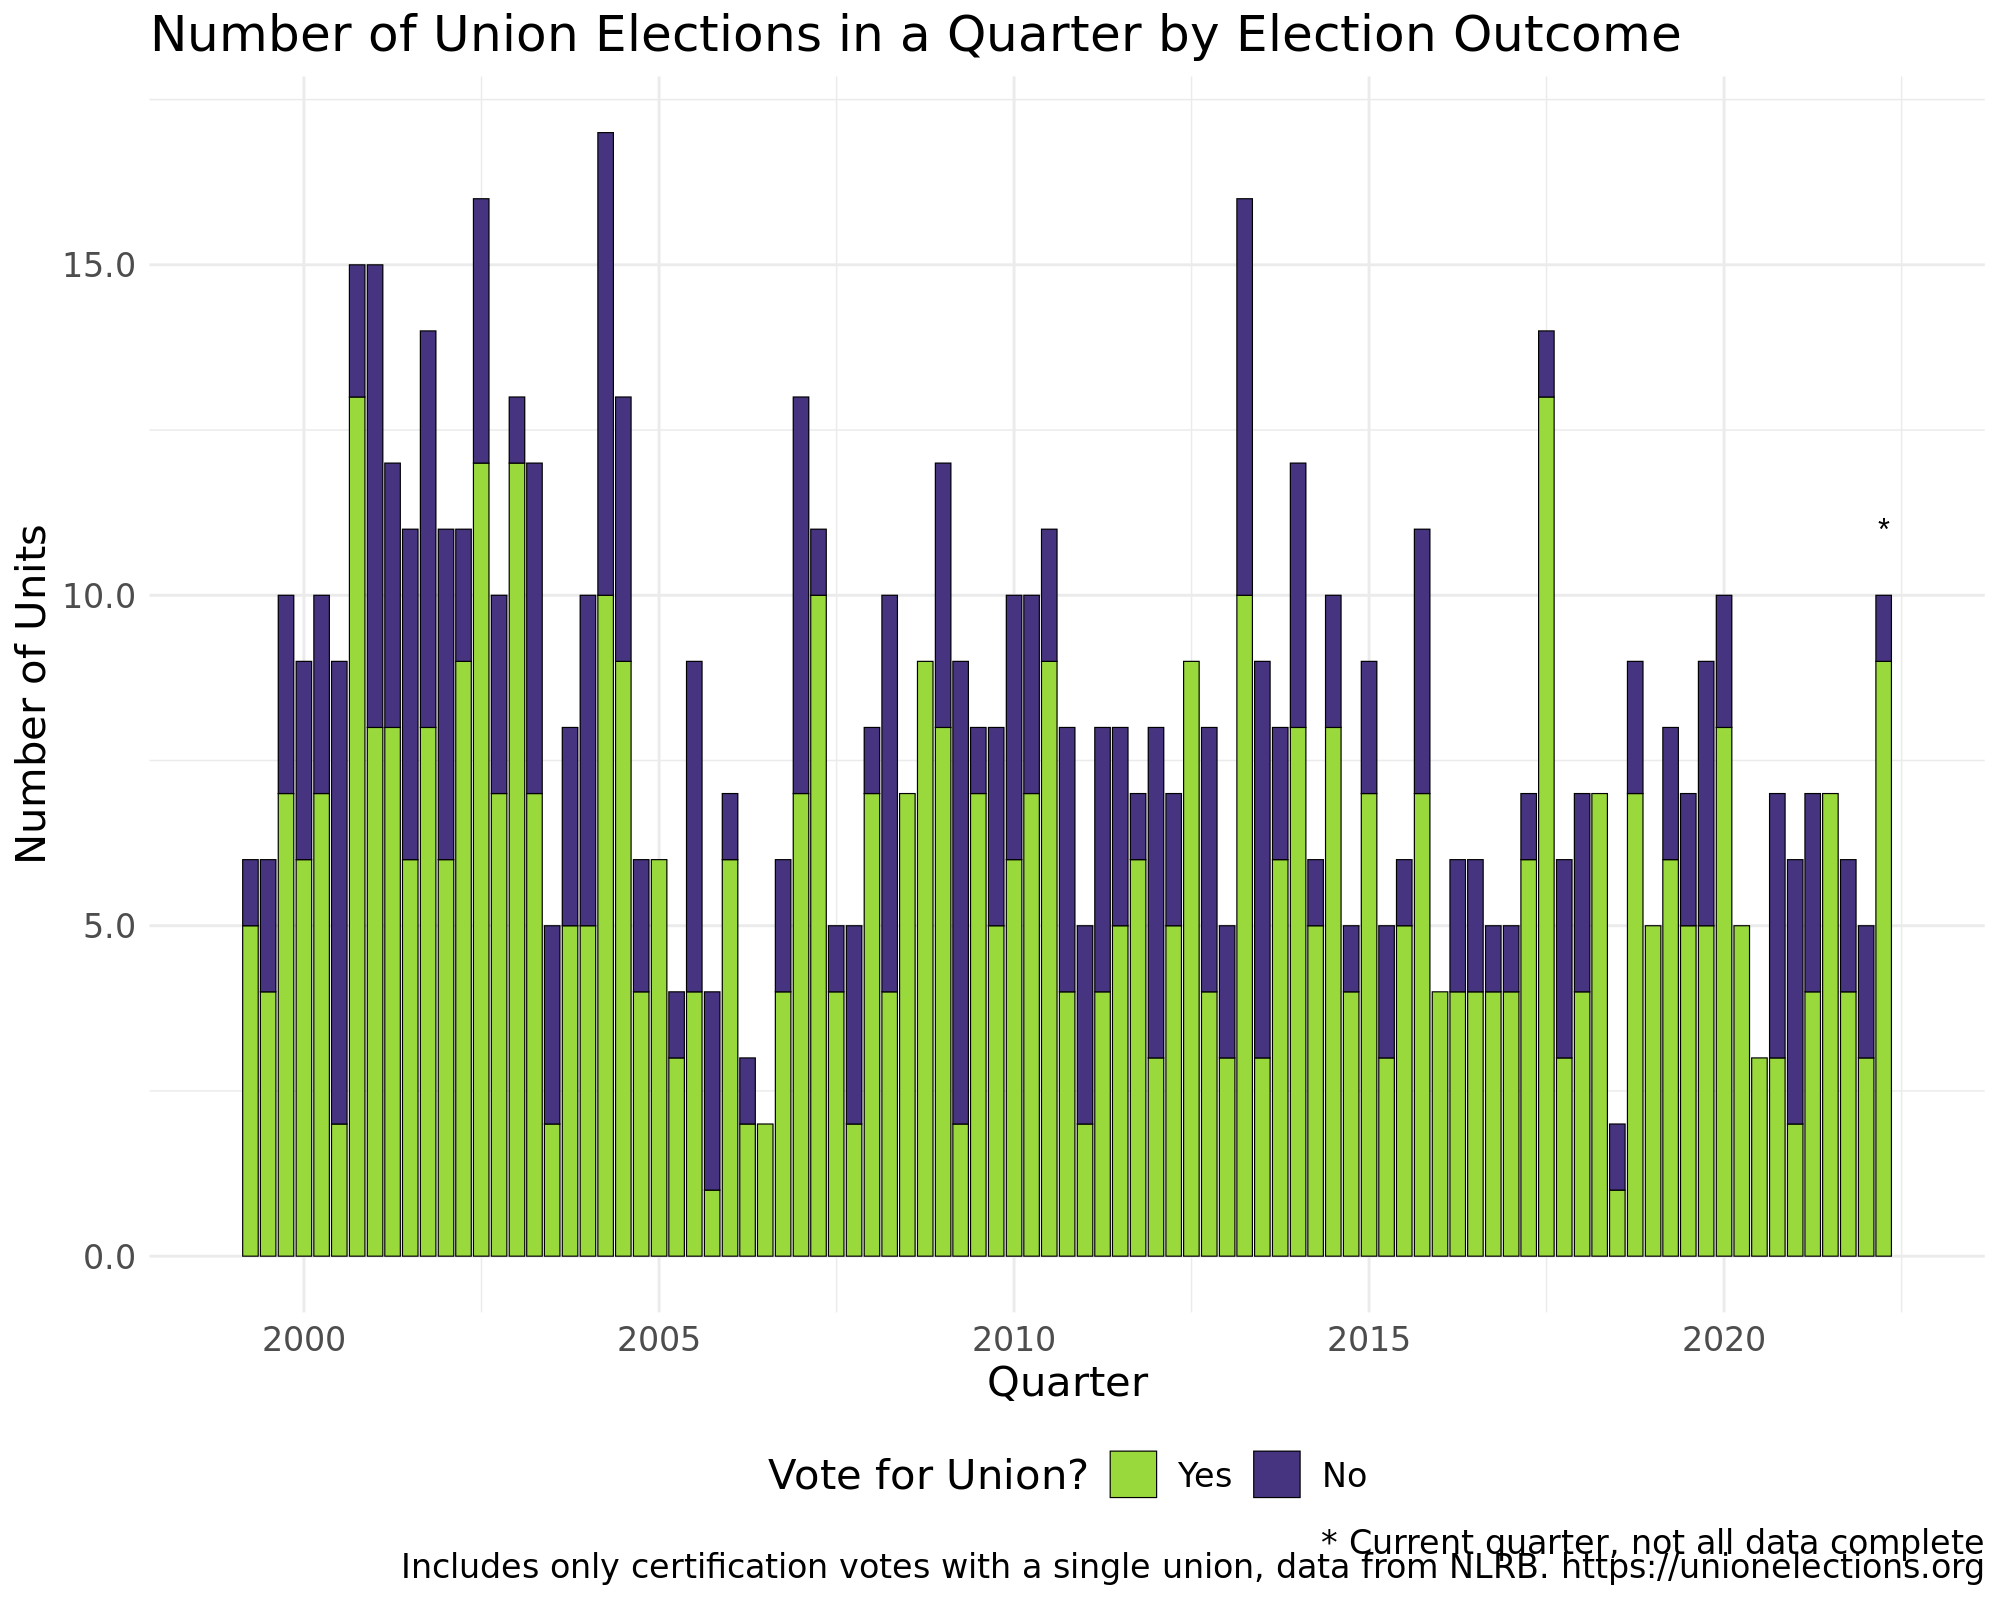 Number of Union Elections in a Quarter by Election Outcome
Number of Units
15.0
10.0
5.0
0.0
*
2000 2005 2010 2015 2020
Quarter
Vote for Union? Yes No
* Current quarter, not all data complete
Includes only certification votes with a single union, data from NLRB. https://unionelections.org